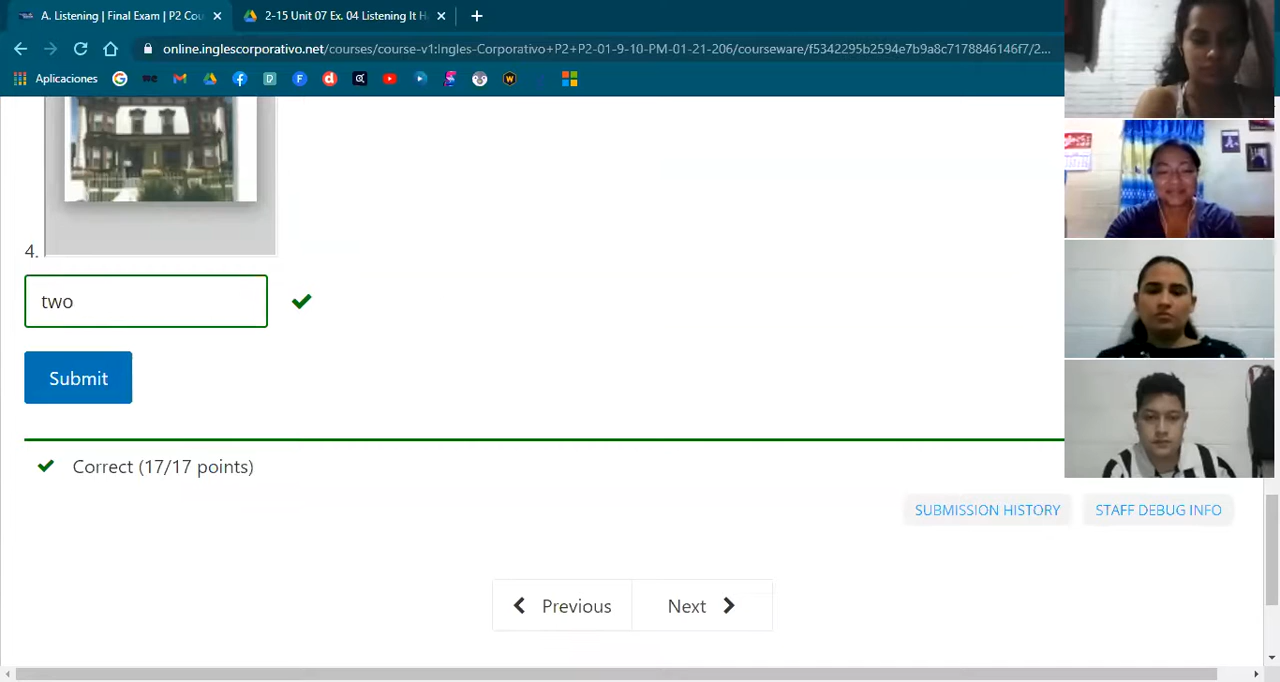 A. Listening | Final Exam | P2 Cou
2-15 Unit 07 Ex. 04 Listening It H
online.inglescorporativo.net/courses/course-v1:Ingles-Corporativo+P2+P2-01-9-10-PM-01-21-206/courseware/f5342295b2594e7b9a8c7178846146f7/2...
Aplicaciones
4.
two
Submit
Correct (17/17 points)
SUBMISSION HISTORY
STAFF DEBUG INFO
Previous
Next